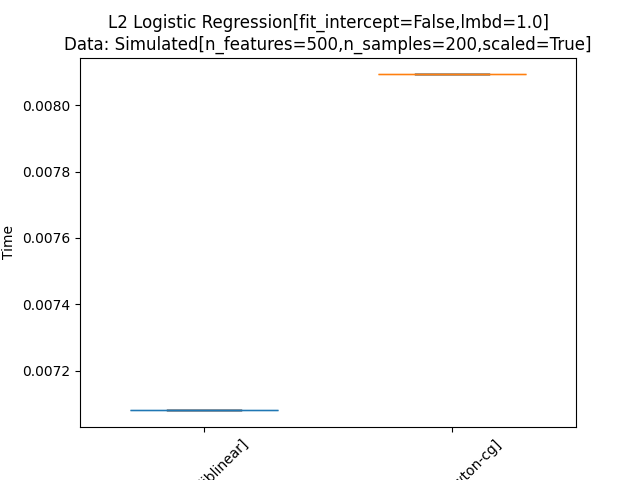 L2 Logistic Regression[fit_intercept=False,lmbd=1.0]
Data: Simulated[n_features=500,n_samples=200,scaled=True]
0.0080
0.0078
0.0076
0.0074
0.0072
Time
iblinear]
ton-cg]